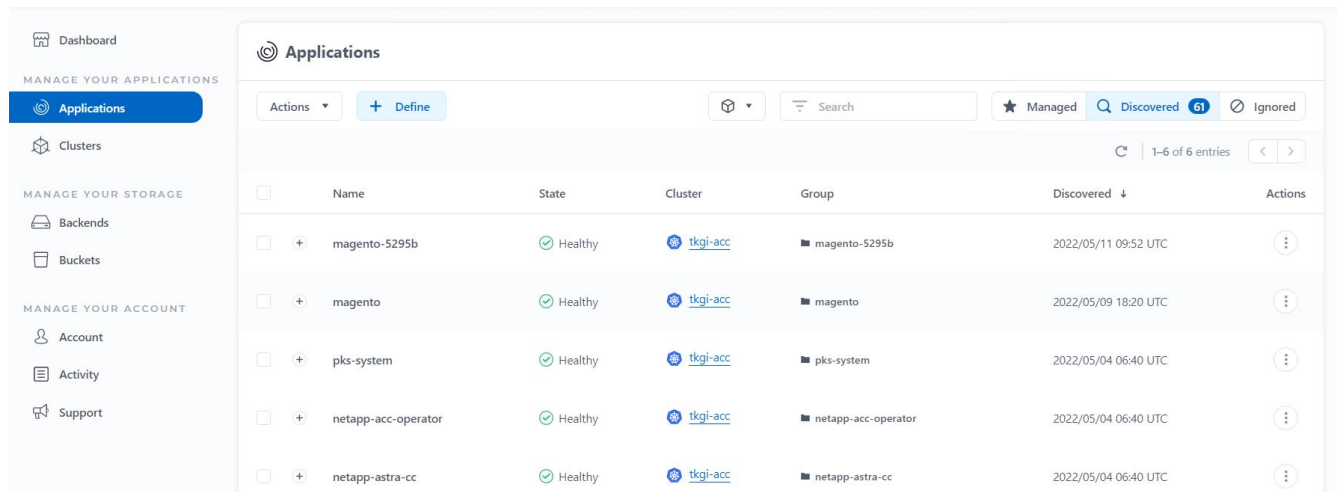 Dashboard
MANAGE YOUR APPLICATIONS
Applications
Clusters
MANAGE YOUR STORAGE
Backends
Buckets
MANAGE YOUR ACCOUNT
Account
Activity
Support
Applications
Actions + Define Search Managed Discovered 61 Ignored
1–6 of 6 entries
Name State Cluster Group Discovered Actions
magento-5295b Healthy tkgi-acc magento-5295b 2022/05/11 09:52 UTC
magento Healthy tkgi-acc magento 2022/05/09 18:20 UTC
pks-system Healthy tkgi-acc pks-system 2022/05/04 06:40 UTC
netapp-acc-operator Healthy tkgi-acc netapp-acc-operator 2022/05/04 06:40 UTC
netapp-astra-cc Healthy tkgi-acc netapp-astra-cc 2022/05/04 06:40 UTC